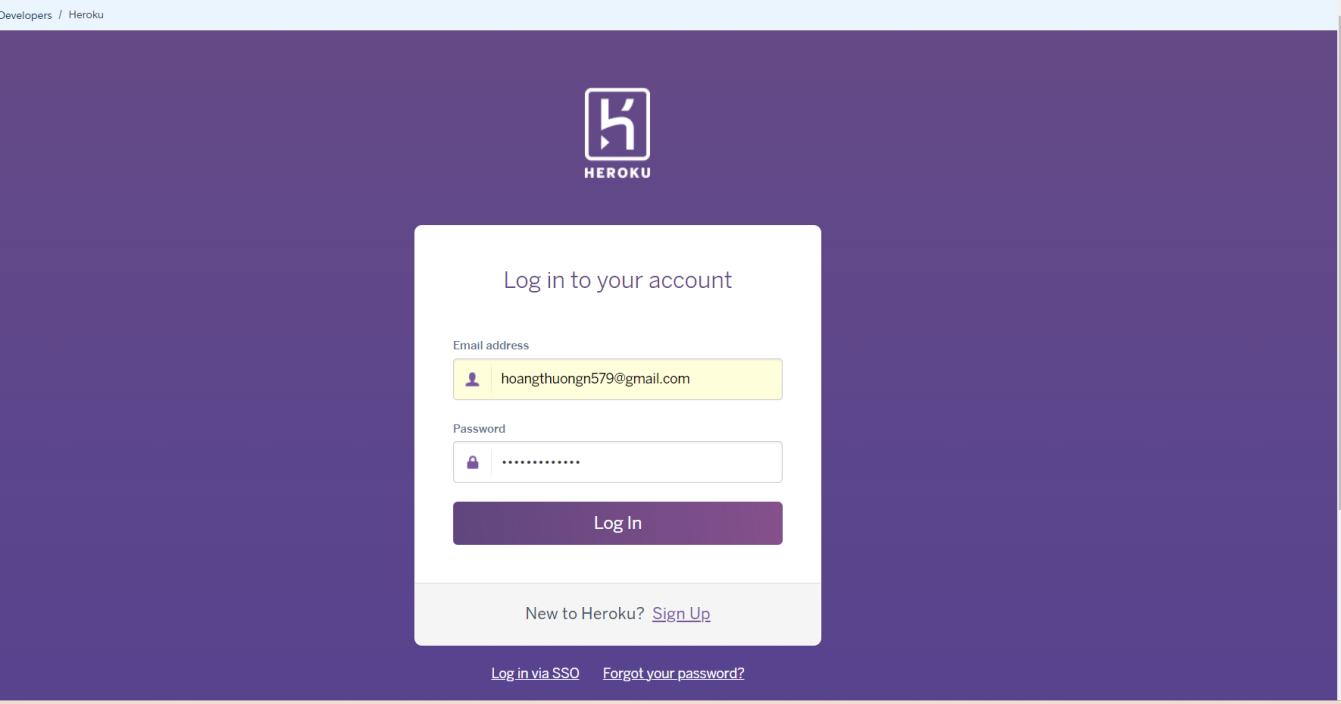 Developers / Heroku
HEROKU
Log in to your account
Email address
hoangthuongn579@gmail.com
Password
•••••••••••••
Log In
New to Heroku? Sign Up
Log in via SSO Forgot your password?